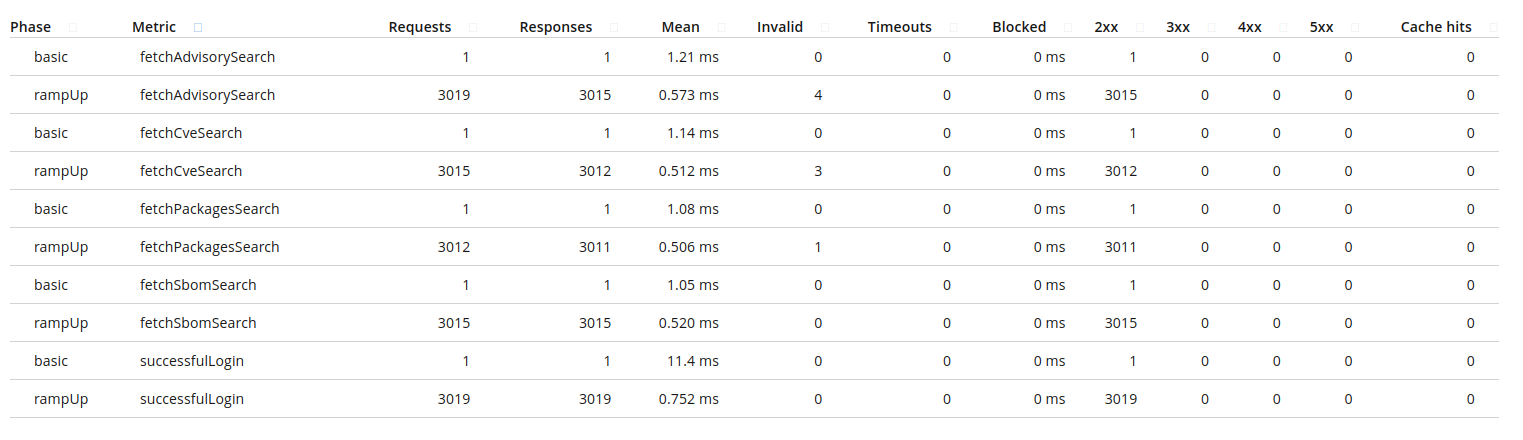 Phase Metric Requests Responses Mean Invalid Timeouts Blocked 2xx 3xx 4xx 5xx Cache hits
basic fetchAdvisorySearch 1 1 1.21 ms 0 0 0 ms 1 0 0 0 0
rampUp fetchAdvisorySearch 3019 3015 0.573 ms 4 0 0 ms 3015 0 0 0 0
basic fetchCveSearch 1 1 1.14 ms 0 0 0 ms 1 0 0 0 0
rampUp fetchCveSearch 3015 3012 0.512 ms 3 0 0 ms 3012 0 0 0 0
basic fetchPackagesSearch 1 1 1.08 ms 0 0 0 ms 1 0 0 0 0
rampUp fetchPackagesSearch 3012 3011 0.506 ms 1 0 0 ms 3011 0 0 0 0
basic fetchSbomSearch 1 1 1.05 ms 0 0 0 ms 1 0 0 0 0
rampUp fetchSbomSearch 3015 3015 0.520 ms 0 0 0 ms 3015 0 0 0 0
basic successfulLogin 1 1 11.4 ms 0 0 0 ms 1 0 0 0 0
rampUp successfulLogin 3019 3019 0.752 ms 0 0 0 ms 3019 0 0 0 0